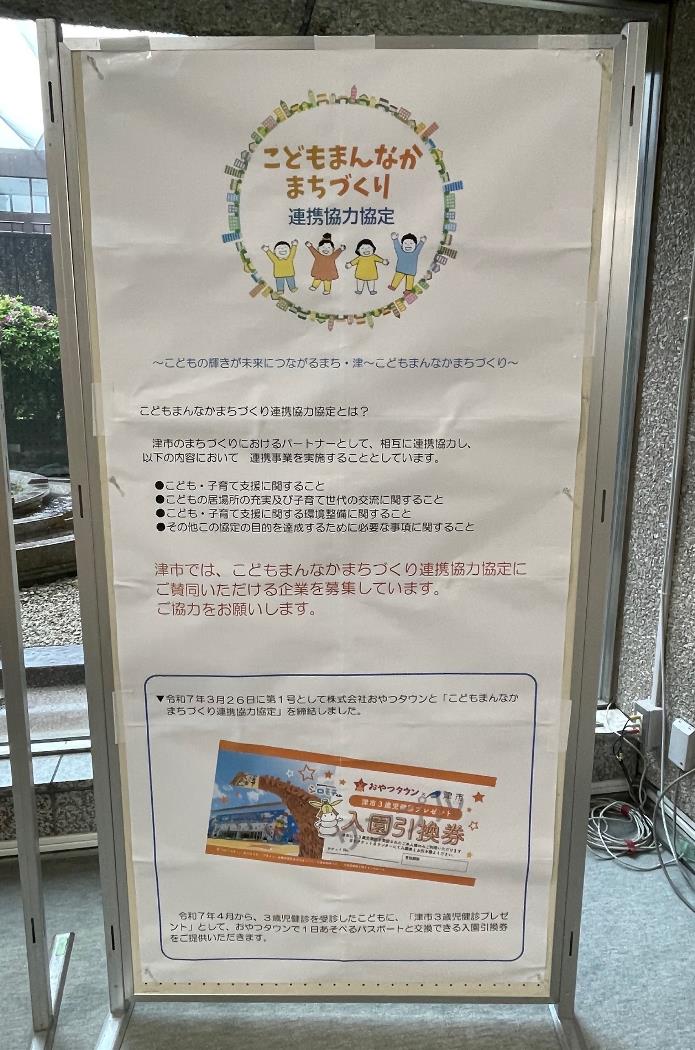 こどもまんなか
まちづくり
連携協力協定
～こどもの輝きが未来につながるまち・津～こどもまんなかまちづくり～
こどもまんなかまちづくり連携協力協定とは？
津市のまちづくりにおけるパートナーとして、相互に連携協力し、
以下の内容において　連携事業を実施することとしています。
●こども・子育て支援に関すること
●こどもの居場所の充実及び子育て世代の交流に関すること
●こども・子育て支援に関する環境整備に関すること
●その他この協定の目的を達成するために必要な事項に関すること
津市では、こどもまんなかまちづくり連携協力協定に
ご賛同いただける企業を募集しています。
ご協力をお願いします。
▼令和７年３月２６日に第１号として株式会社おやつタウンと「こどもまんなか
まちづくり連携協力協定」を締結しました。
おやつタウン×津市
津市３歳児健診プレゼント
入園引換券
令和７年４月から、３歳児健診を受診したこどもに、「津市３歳児健診プレゼ
ント」として、おやつタウンで１日あそべるパスポートと交換できる入園引換券
をご提供いただきます。